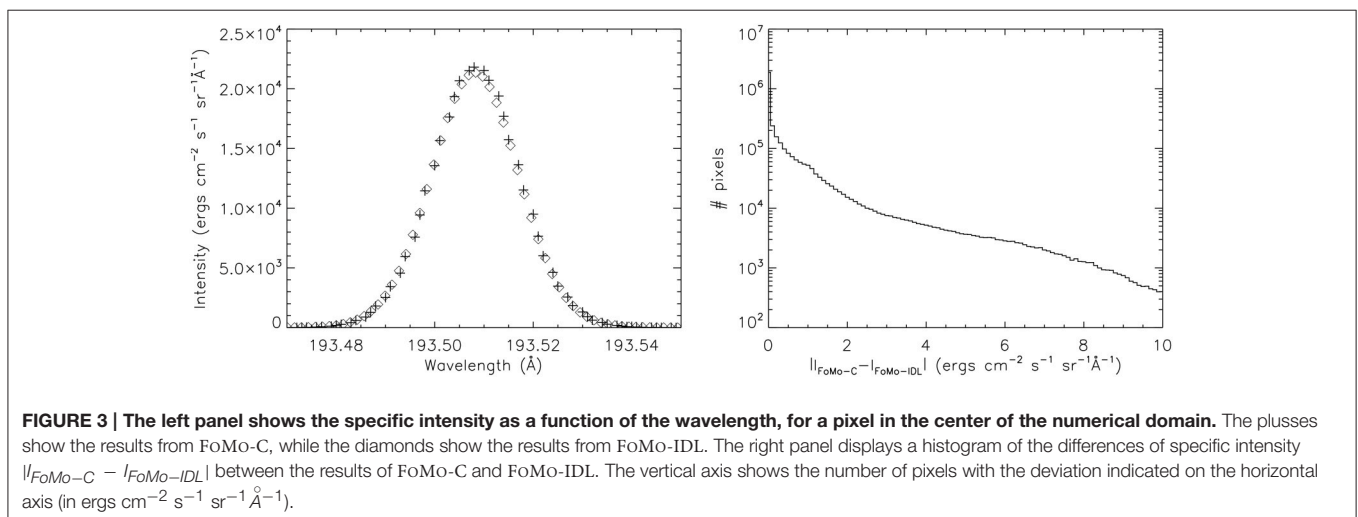 2.5×10⁴
2.0×10⁴
1.5×10⁴
1.0×10⁴
5.0×10³
0
Intensity (ergs cm⁻² s⁻¹ sr⁻¹Å⁻¹)
193.48 193.50 193.52 193.54
Wavelength (Å)
10⁷
10⁶
10⁵
10⁴
10³
10²
# pixels
0 2 4 6 8 10
|I_FoMo-C−I_FoMo-IDL| (ergs cm⁻² s⁻¹ sr⁻¹Å⁻¹)
FIGURE 3 | The left panel shows the specific intensity as a function of the wavelength, for a pixel in the center of the numerical domain. The plusses
show the results from FOMO-C, while the diamonds show the results from FOMO-IDL. The right panel displays a histogram of the differences of specific intensity
|I_FoMo−C − I_FoMo−IDL| between the results of FOMO-C and FOMO-IDL. The vertical axis shows the number of pixels with the deviation indicated on the horizontal
axis (in ergs cm⁻² s⁻¹ sr⁻¹ Å⁻¹).